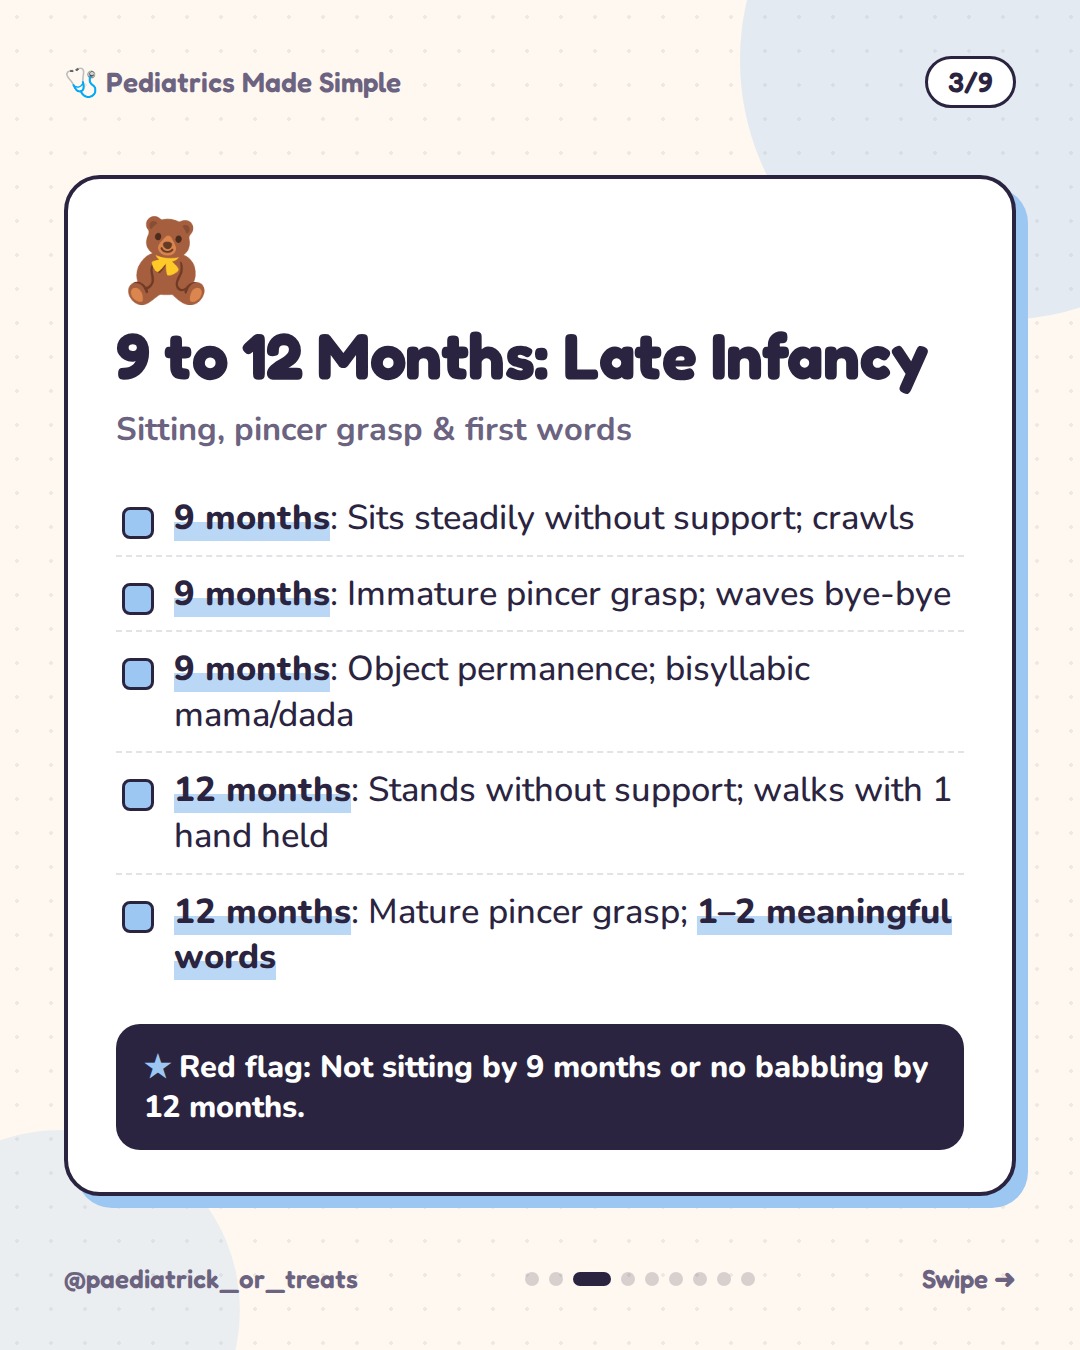 Pediatrics Made Simple
3/9
9 to 12 Months: Late Infancy
Sitting, pincer grasp & first words
9 months: Sits steadily without support; crawls
9 months: Immature pincer grasp; waves bye-bye
9 months: Object permanence; bisyllabic
mama/dada
12 months: Stands without support; walks with 1
hand held
12 months: Mature pincer grasp; 1–2 meaningful
words
★ Red flag: Not sitting by 9 months or no babbling by
12 months.
@paediatrick_or_treats
Swipe →